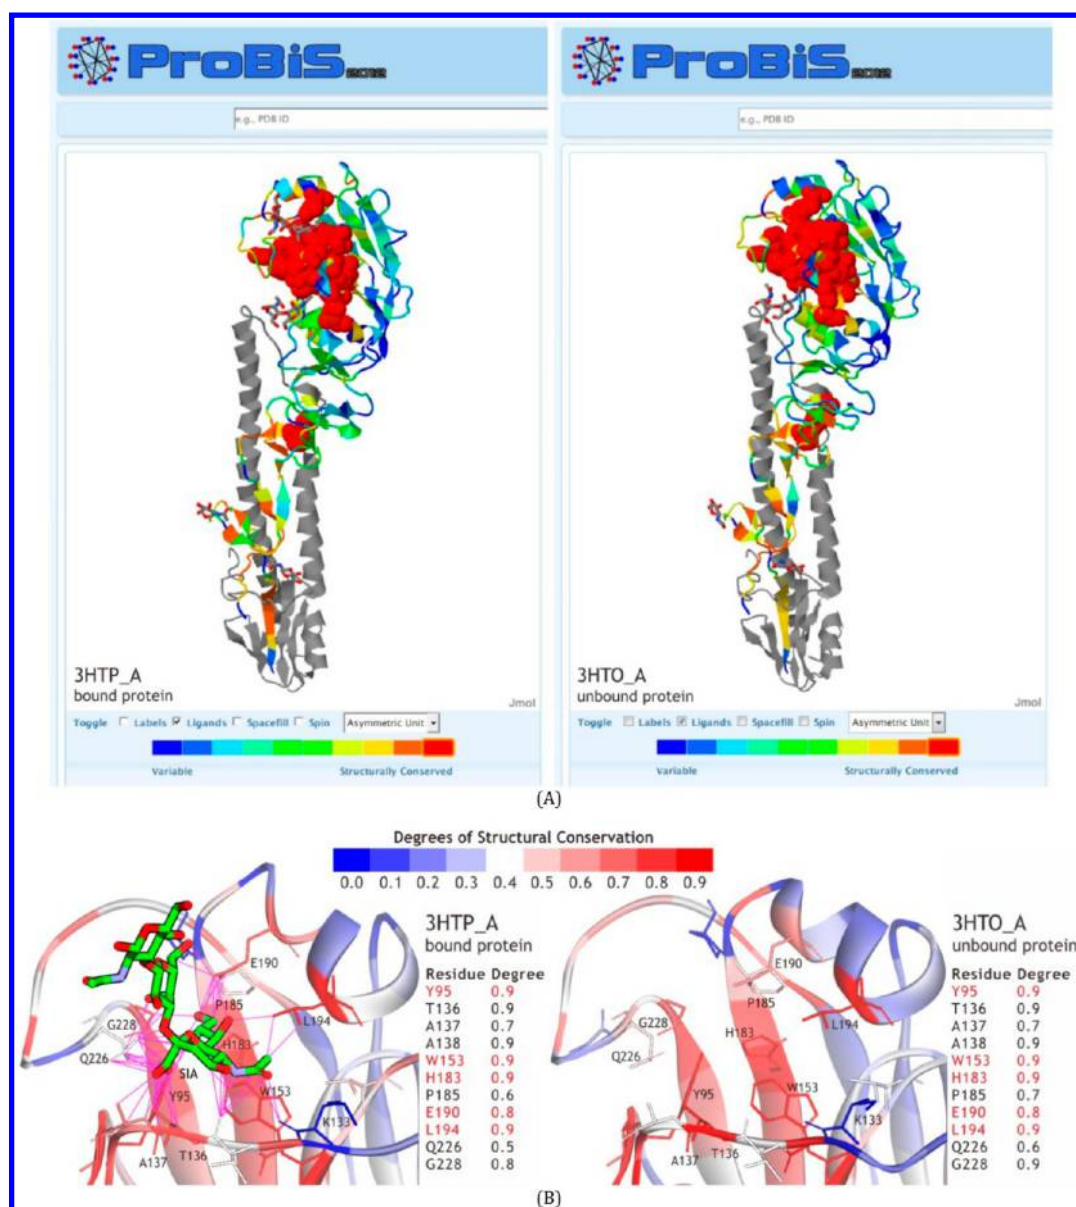 ProBiS 2012
e.g., PDB ID
3HTP_A
bound protein
Jmol
Toggle Labels Ligands Spacefill Spin Asymmetric Unit
Variable Structurally Conserved
ProBiS 2012
e.g., PDB ID
3HTO_A
unbound protein
Jmol
Toggle Labels Ligands Spacefill Spin Asymmetric Unit
Variable Structurally Conserved
(A)
Degrees of Structural Conservation
0.0 0.1 0.2 0.3 0.4 0.5 0.6 0.7 0.8 0.9
E190
P185
G228
L194
H183
Q226
SIA
Y95
W153
K133
A137
T136
3HTP_A
bound protein
Residue Degree
Y95 0.9
T136 0.9
A137 0.7
A138 0.9
W153 0.9
H183 0.9
P185 0.6
E190 0.8
L194 0.9
Q226 0.5
G228 0.8
E190
P185
G228
L194
H183
Q226
W153
Y95
K133
A137
T136
3HTO_A
unbound protein
Residue Degree
Y95 0.9
T136 0.9
A137 0.7
A138 0.9
W153 0.9
H183 0.9
P185 0.7
E190 0.8
L194 0.9
Q226 0.6
G228 0.9
(B)